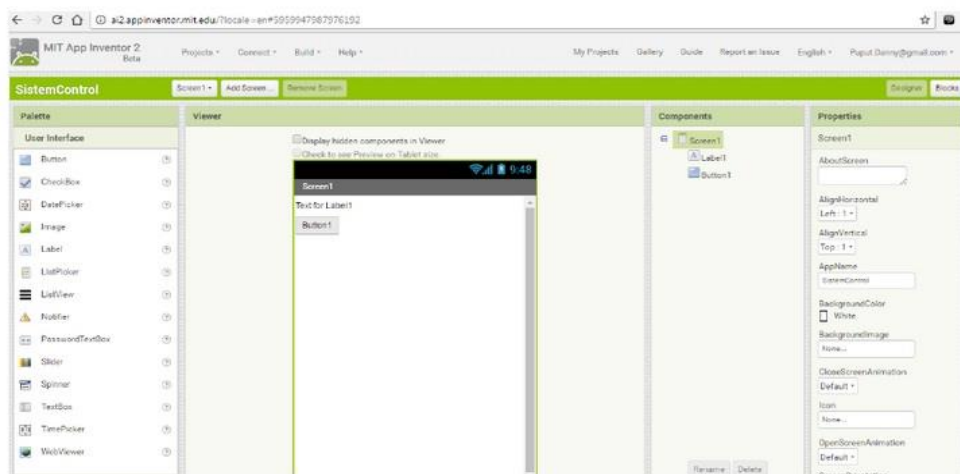 ai2.appinventor.mit.edu/?locale=en#5959947987976192
MIT App Inventor 2
Beta
Projects
Connect
Build
Help
My Projects
Gallery
Guide
Report an Issue
English
SistemControl
Screen1
Add Screen ...
Remove Screen
Designer
Blocks
Palette
User Interface
Button
CheckBox
DatePicker
Image
Label
ListPicker
ListView
Notifier
PasswordTextBox
Slider
Spinner
TextBox
TimePicker
WebViewer
Viewer
Display hidden components in Viewer
Check to see Preview on Tablet size.
9:48
Screen1
Text for Label1
Button1
Components
Screen1
Label1
Button1
Rename
Delete
Properties
Screen1
AboutScreen
AlignHorizontal
Left : 1
AlignVertical
Top : 1
AppName
SistemControl
BackgroundColor
White
BackgroundImage
None...
CloseScreenAnimation
Default
Icon
None...
OpenScreenAnimation
Default